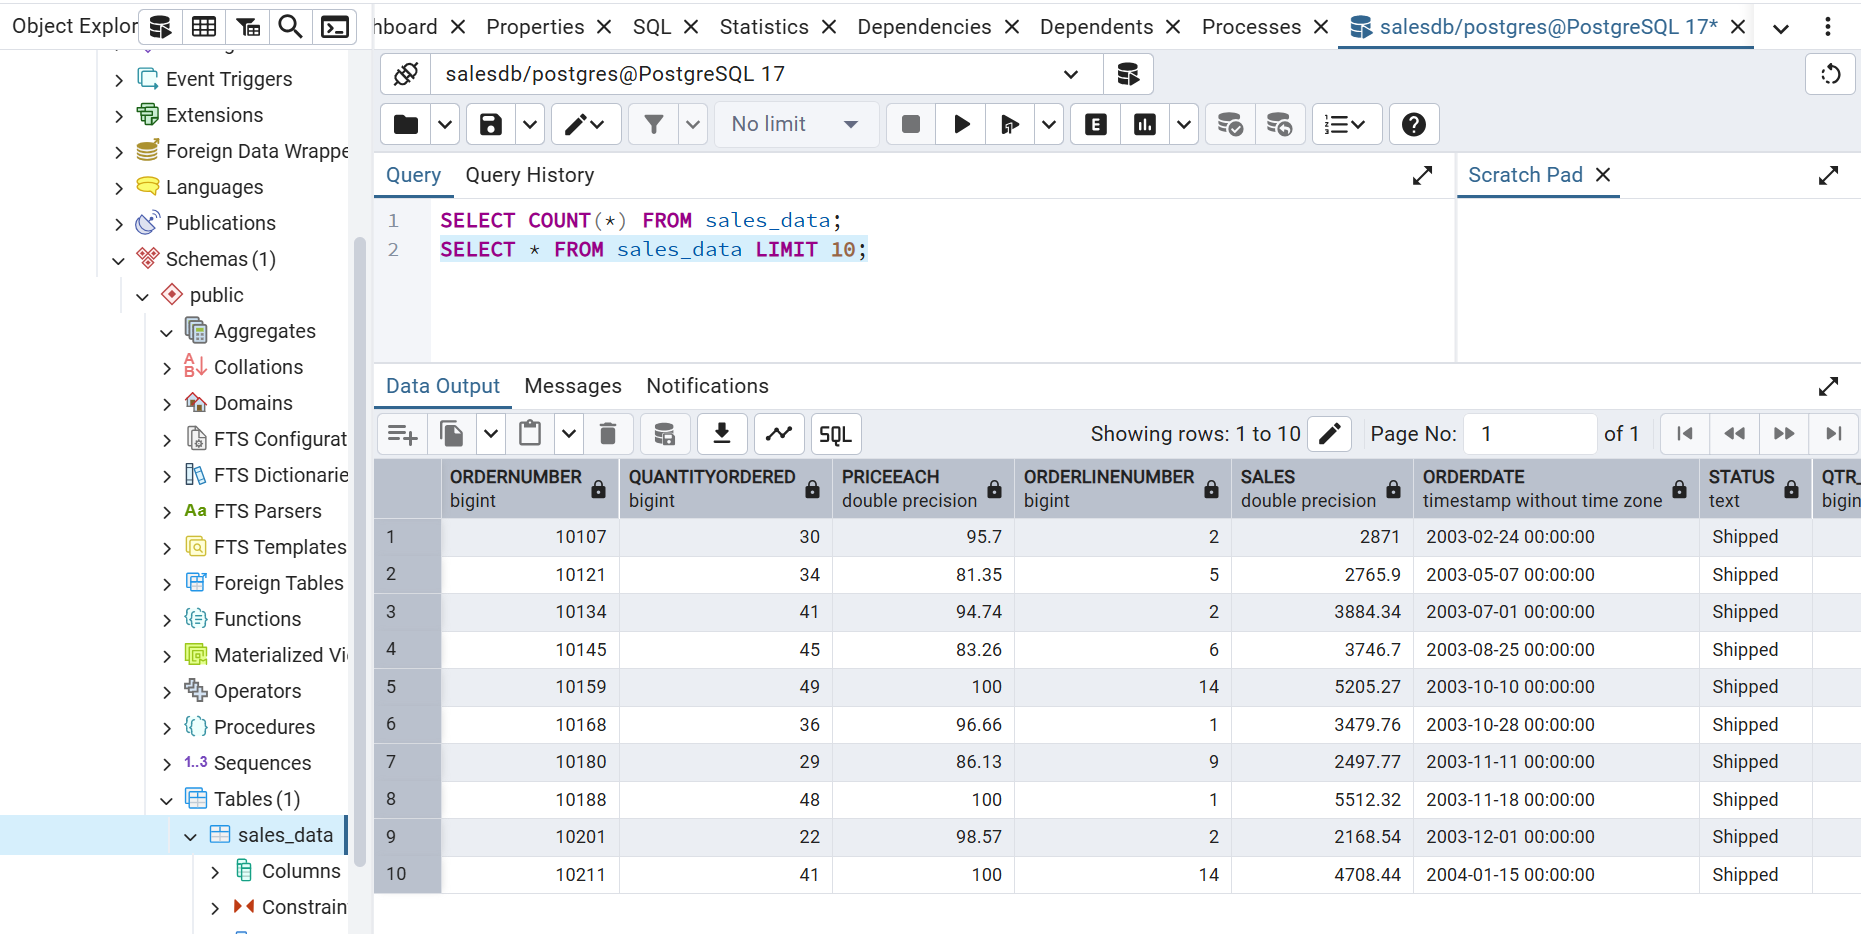 Object Explor
hboard
Properties
SQL
Statistics
Dependencies
Dependents
Processes
salesdb/postgres@PostgreSQL 17*
Event Triggers
Extensions
Foreign Data Wrappe
Languages
Publications
Schemas (1)
public
Aggregates
Collations
Domains
FTS Configurat
FTS Dictionarie
Aa FTS Parsers
FTS Templates
Foreign Tables
Functions
Materialized Vi
Operators
Procedures
1..3 Sequences
Tables (1)
sales_data
Columns
Constrain
salesdb/postgres@PostgreSQL 17
No limit
E
Query
Query History
Scratch Pad
1 SELECT COUNT(*) FROM sales_data;
2 SELECT * FROM sales_data LIMIT 10;
Data Output
Messages
Notifications
SQL
Showing rows: 1 to 10
Page No: 1 of 1
ORDERNUMBER QUANTITYORDERED PRICEEACH ORDERLINENUMBER SALES ORDERDATE STATUS QTR_
bigint bigint double precision bigint double precision timestamp without time zone text bigin
1 10107 30 95.7 2 2871 2003-02-24 00:00:00 Shipped
2 10121 34 81.35 5 2765.9 2003-05-07 00:00:00 Shipped
3 10134 41 94.74 2 3884.34 2003-07-01 00:00:00 Shipped
4 10145 45 83.26 6 3746.7 2003-08-25 00:00:00 Shipped
5 10159 49 100 14 5205.27 2003-10-10 00:00:00 Shipped
6 10168 36 96.66 1 3479.76 2003-10-28 00:00:00 Shipped
7 10180 29 86.13 9 2497.77 2003-11-11 00:00:00 Shipped
8 10188 48 100 1 5512.32 2003-11-18 00:00:00 Shipped
9 10201 22 98.57 2 2168.54 2003-12-01 00:00:00 Shipped
10 10211 41 100 14 4708.44 2004-01-15 00:00:00 Shipped